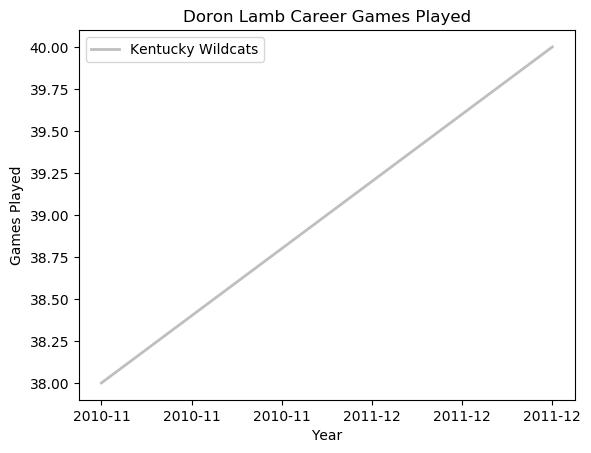 Doron Lamb Career Games Played
Kentucky Wildcats
40.00
39.75
39.50
39.25
39.00
38.75
38.50
38.25
38.00
Games Played
2010-11 2010-11 2010-11 2011-12 2011-12 2011-12
Year